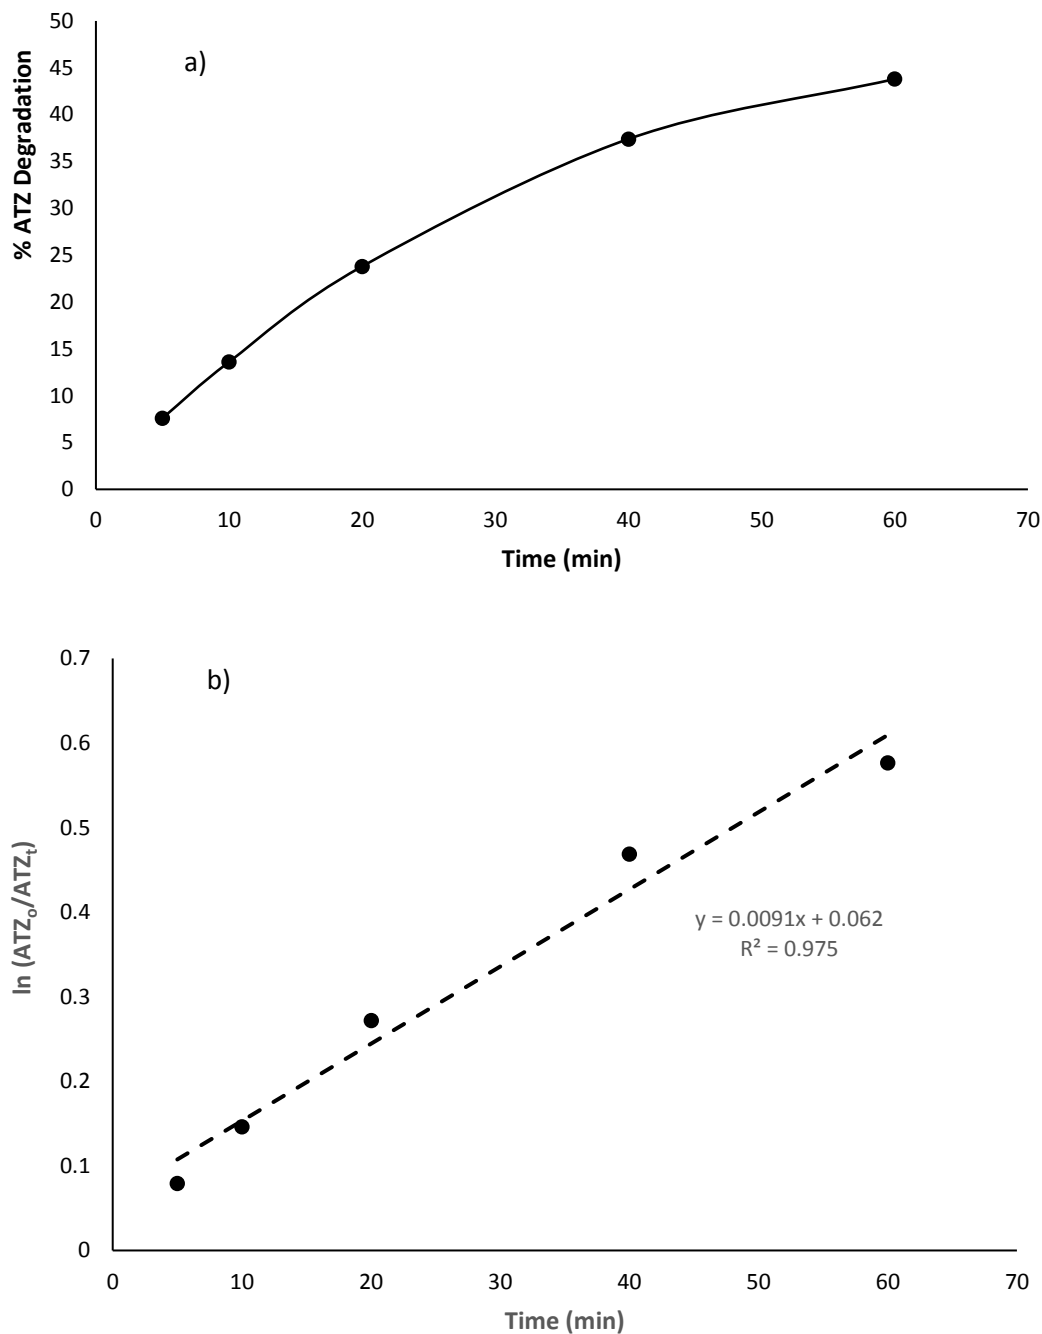 a)
% ATZ Degradation
50
45
40
35
30
25
20
15
10
5
0
0 10 20 30 40 50 60 70
Time (min)
b)
ln (ATZₒ/ATZₜ)
0.7
0.6
0.5
0.4
0.3
0.2
0.1
0
y = 0.0091x + 0.062
R² = 0.975
0 10 20 30 40 50 60 70
Time (min)